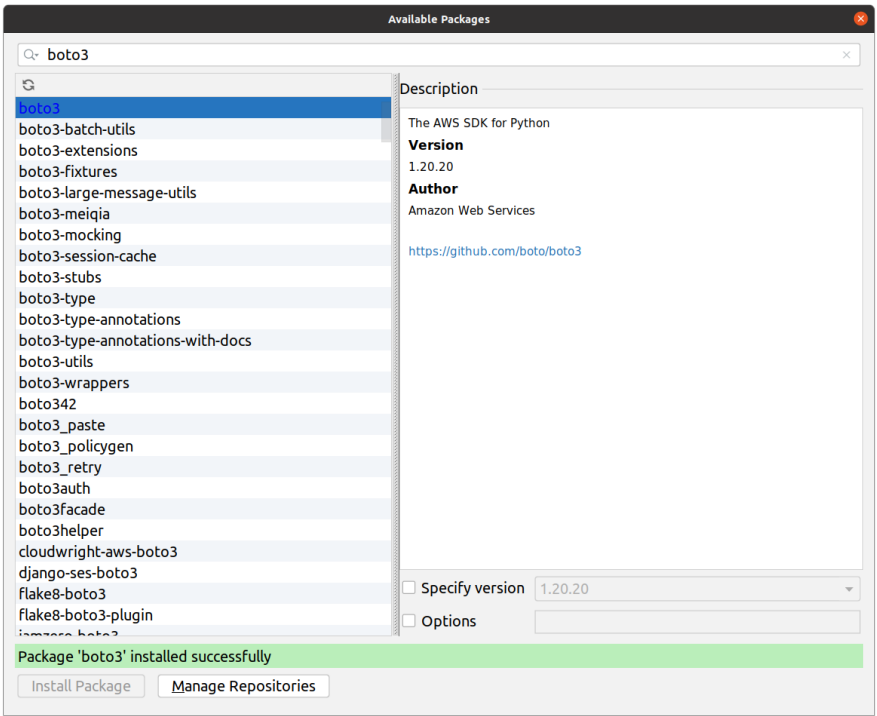 Available Packages
boto3
Description
boto3
boto3-batch-utils
boto3-extensions
boto3-fixtures
boto3-large-message-utils
boto3-meiqia
boto3-mocking
boto3-session-cache
boto3-stubs
boto3-type
boto3-type-annotations
boto3-type-annotations-with-docs
boto3-utils
boto3-wrappers
boto342
boto3_paste
boto3_policygen
boto3_retry
boto3auth
boto3facade
boto3helper
cloudwright-aws-boto3
django-ses-boto3
flake8-boto3
flake8-boto3-plugin
The AWS SDK for Python
Version
1.20.20
Author
Amazon Web Services
https://github.com/boto/boto3
Specify version 1.20.20
Options
Package 'boto3' installed successfully
Install Package Manage Repositories